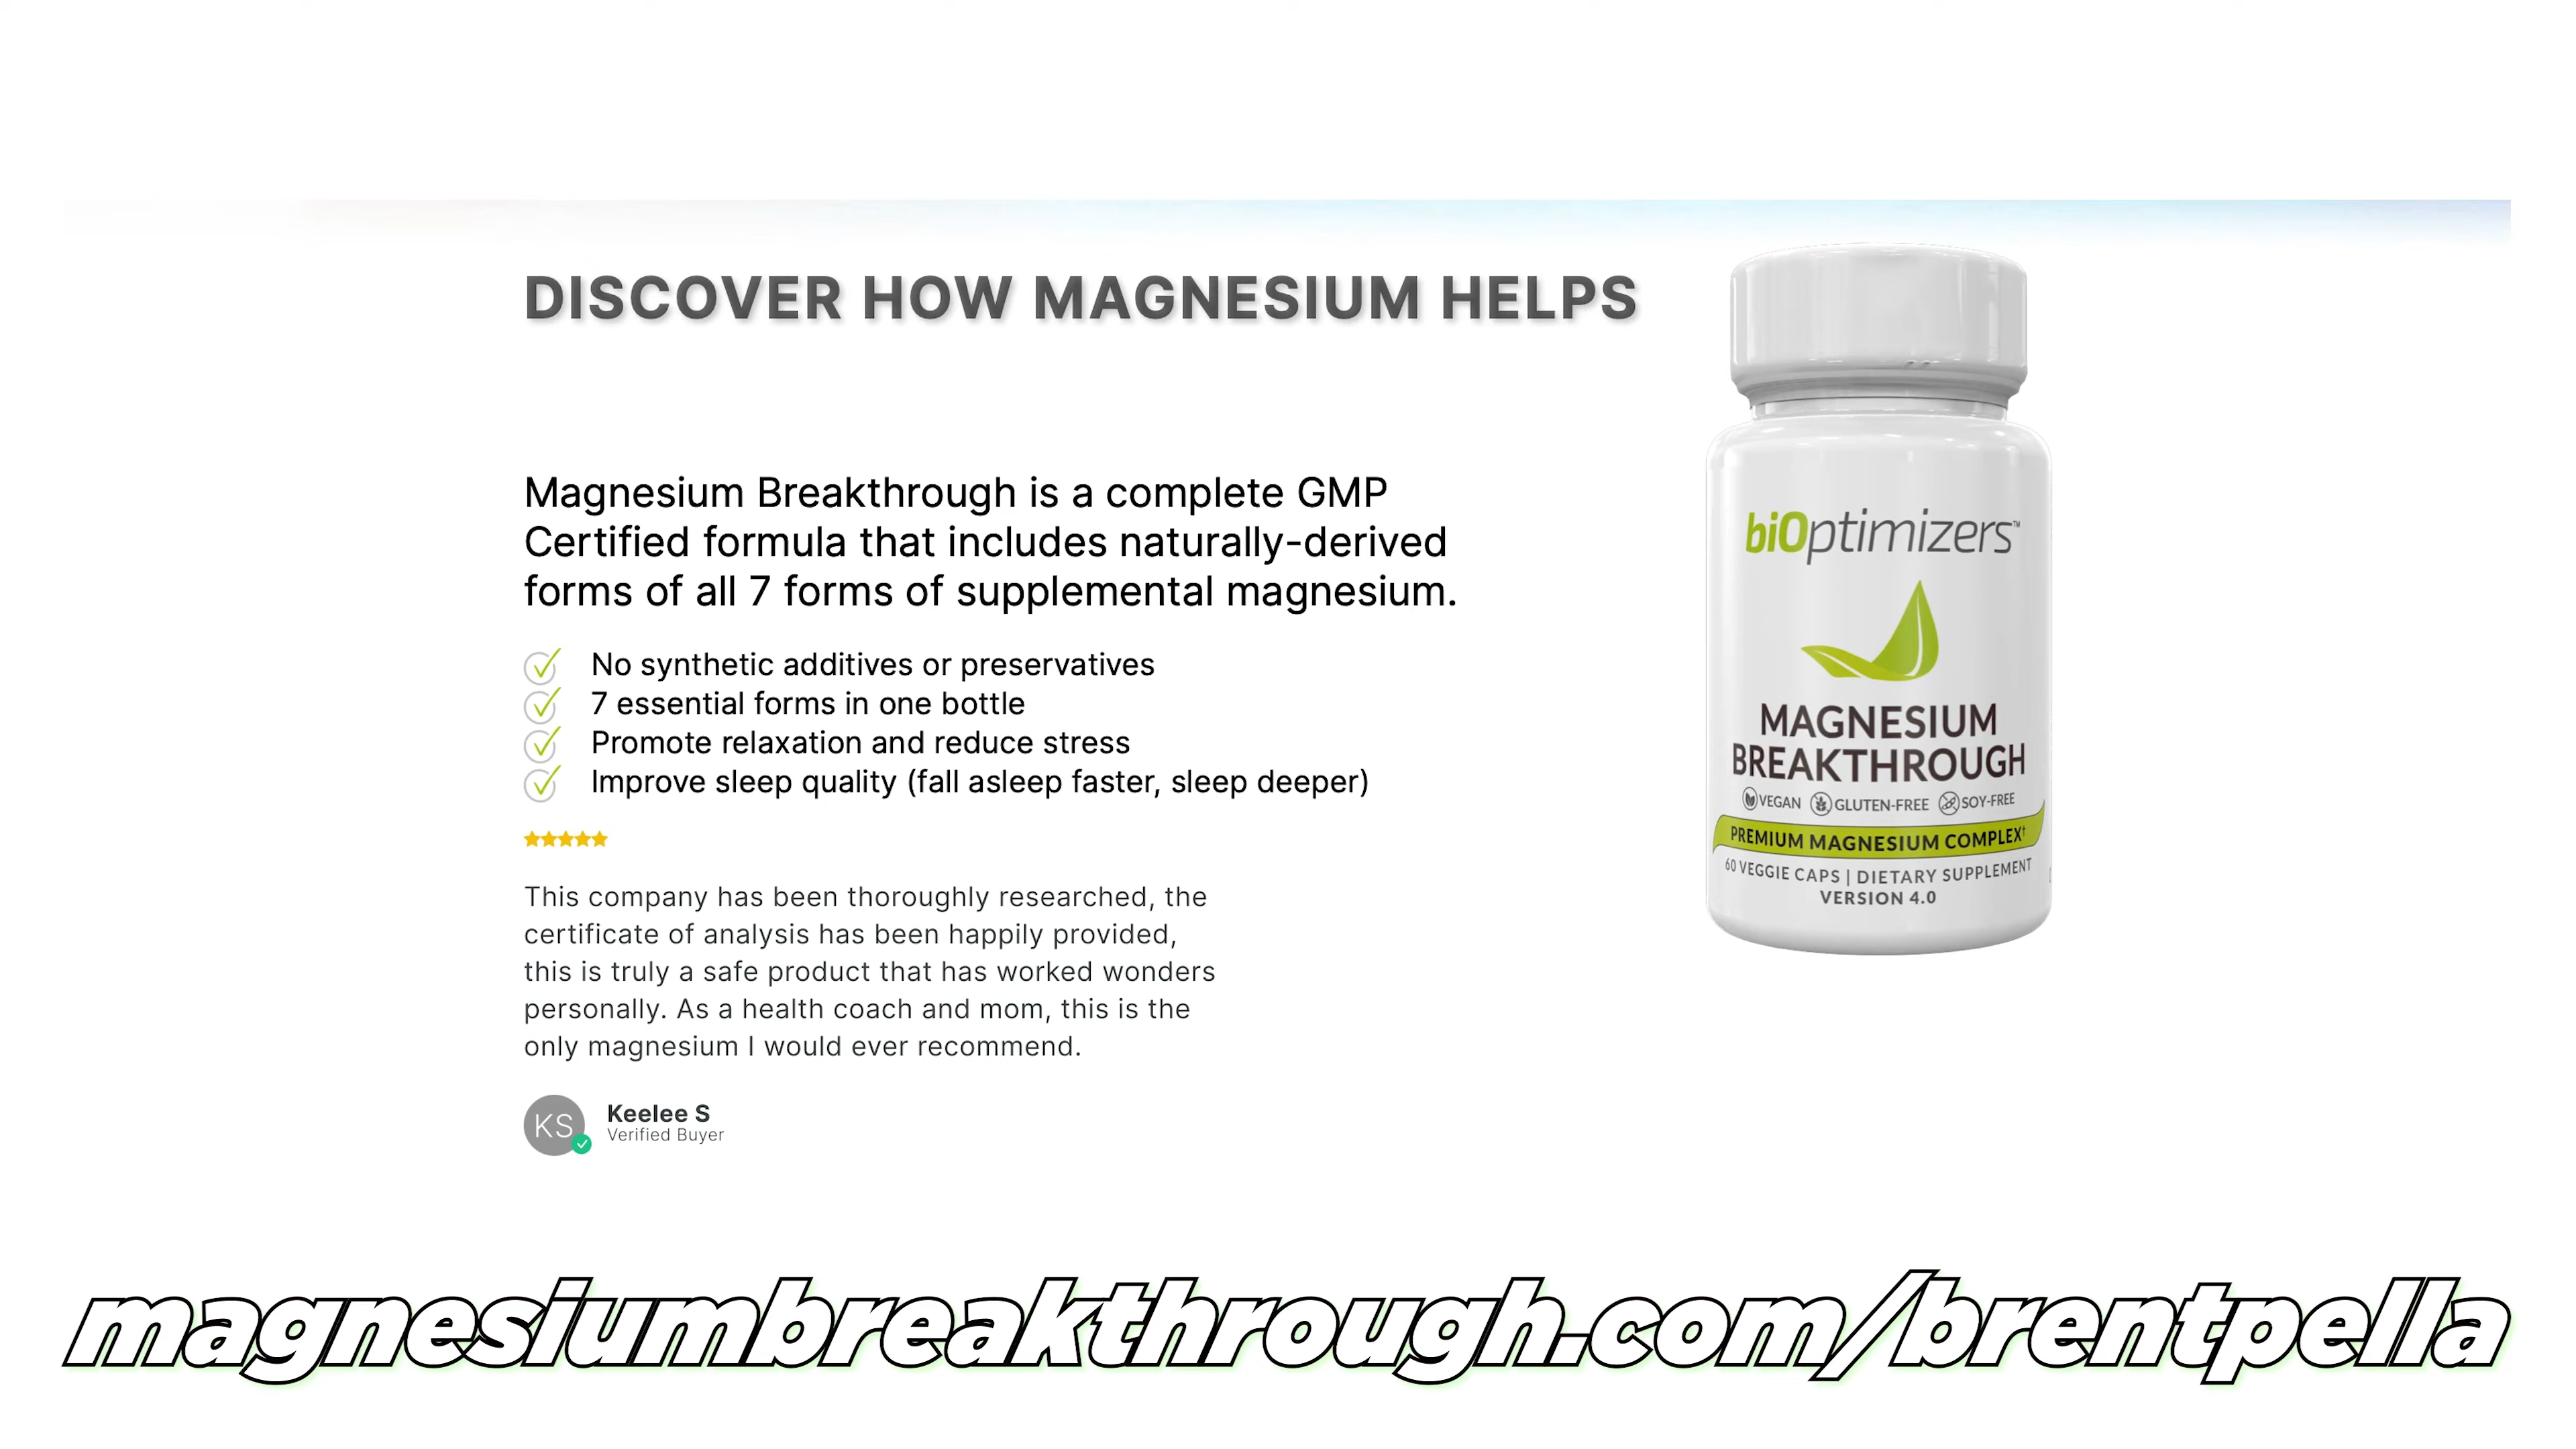 DISCOVER HOW MAGNESIUM HELPS
Magnesium Breakthrough is a complete GMP
Certified formula that includes naturally-derived
forms of all 7 forms of supplemental magnesium.
No synthetic additives or preservatives
7 essential forms in one bottle
Promote relaxation and reduce stress
Improve sleep quality (fall asleep faster, sleep deeper)
This company has been thoroughly researched, the
certificate of analysis has been happily provided,
this is truly a safe product that has worked wonders
personally. As a health coach and mom, this is the
only magnesium I would ever recommend.
KS
Keelee S
Verified Buyer
biOptimizers™
MAGNESIUM
BREAKTHROUGH
VEGAN GLUTEN-FREE SOY-FREE
PREMIUM MAGNESIUM COMPLEX†
60 VEGGIE CAPS | DIETARY SUPPLEMENT
VERSION 4.0
magnesiumbreakthrough.com/brentpella